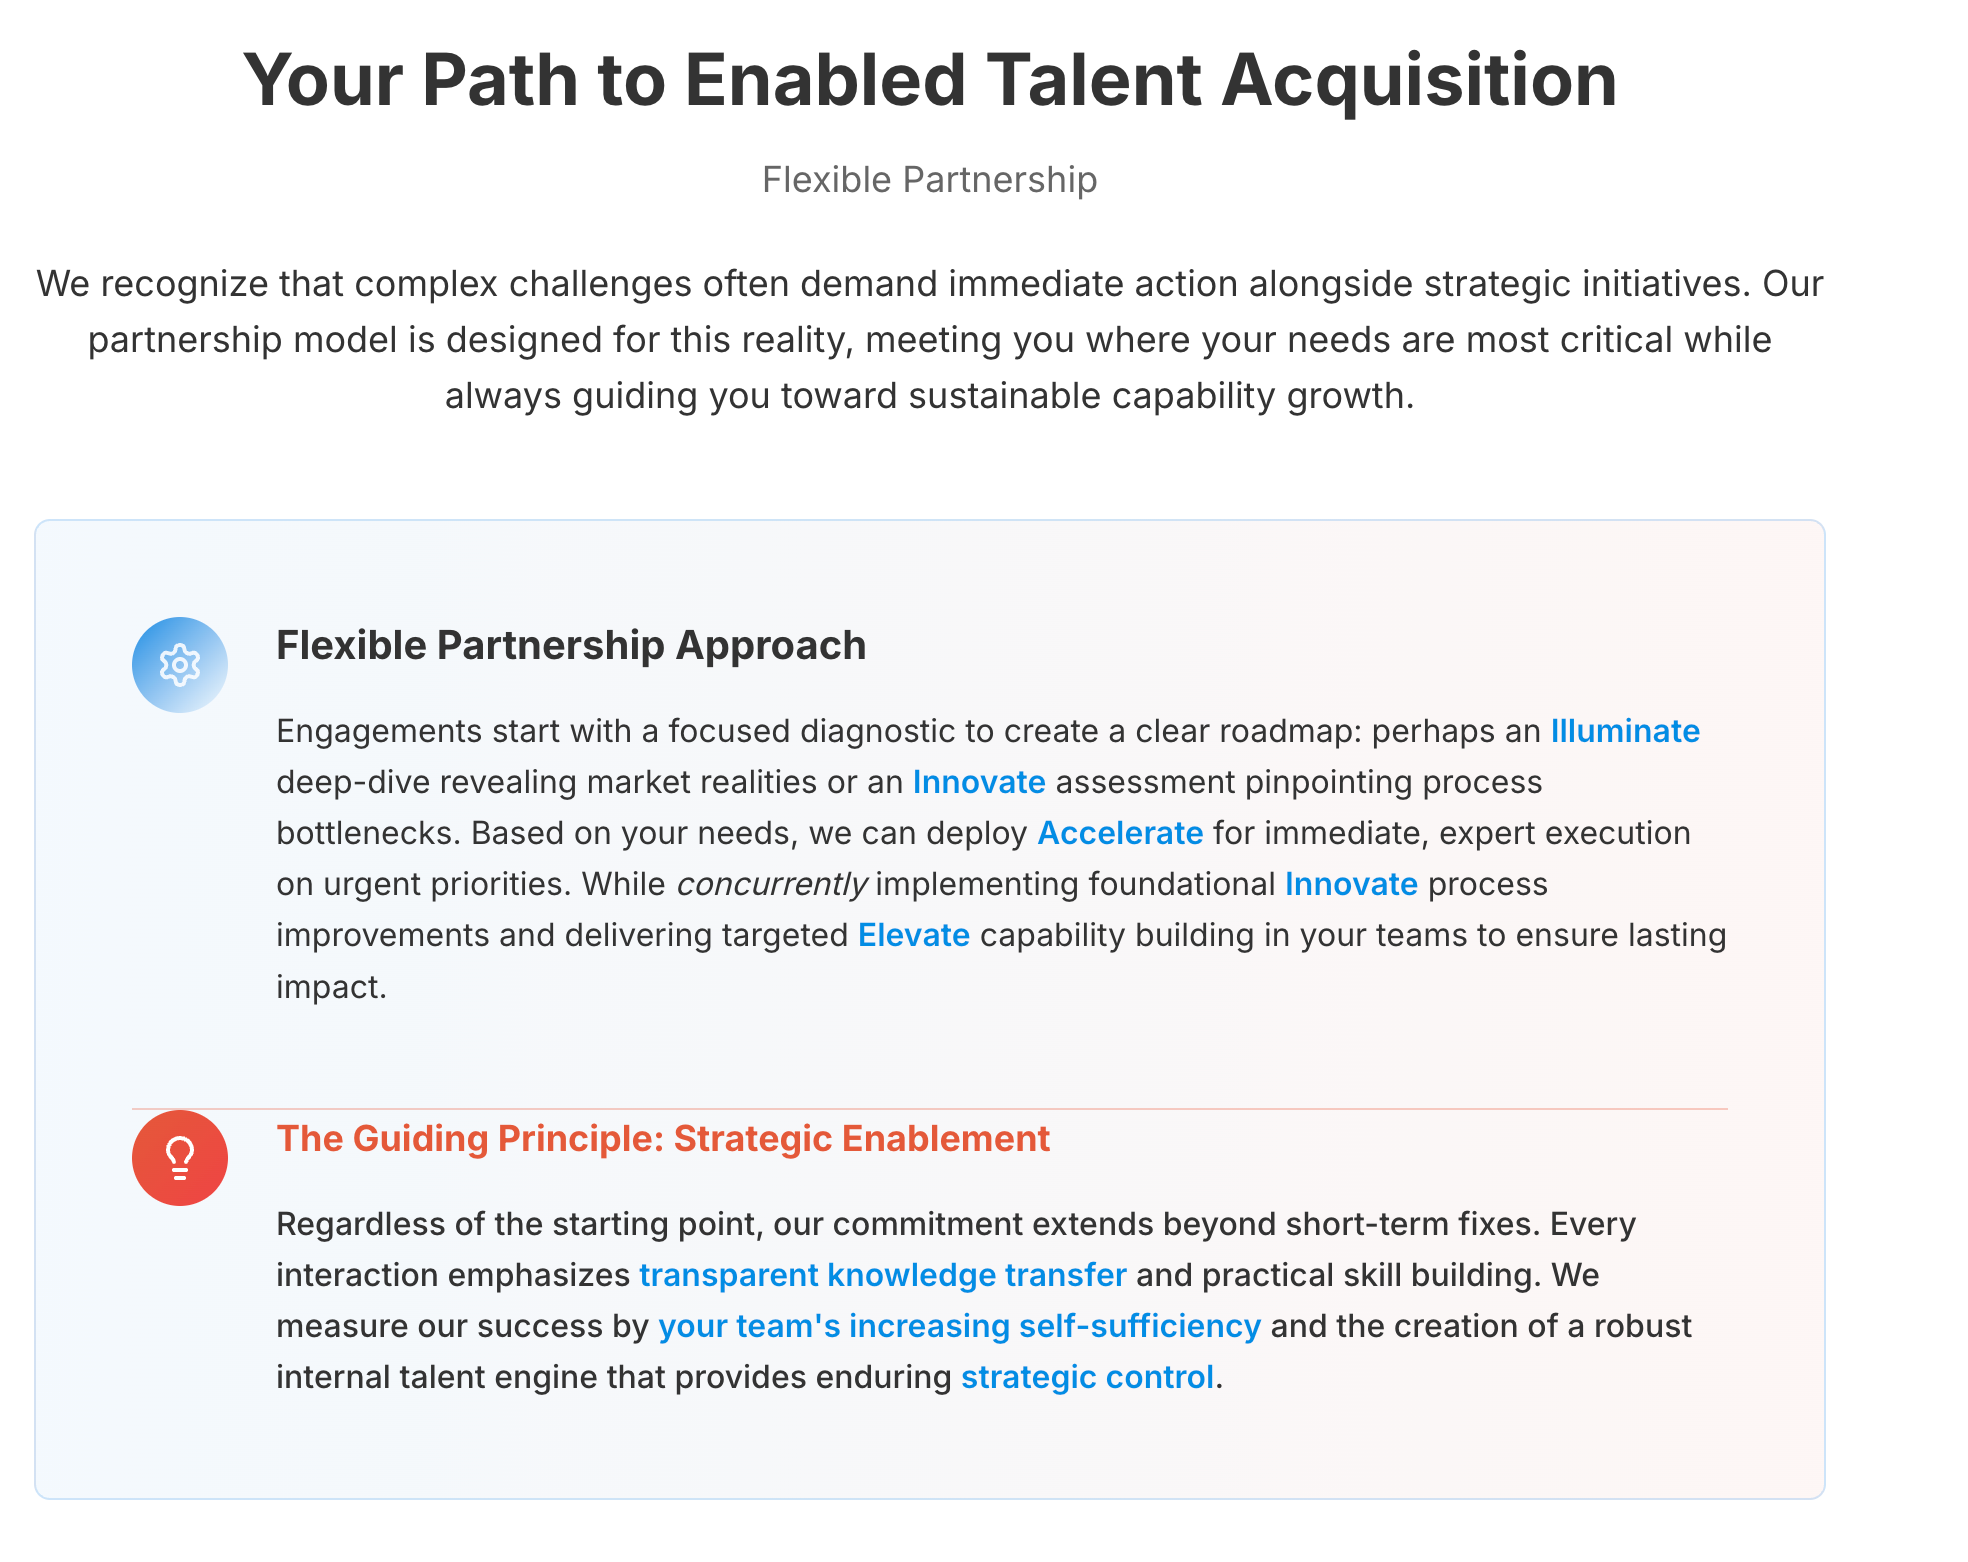 Your Path to Enabled Talent Acquisition
Flexible Partnership
We recognize that complex challenges often demand immediate action alongside strategic initiatives. Our
partnership model is designed for this reality, meeting you where your needs are most critical while
always guiding you toward sustainable capability growth.
Flexible Partnership Approach
Engagements start with a focused diagnostic to create a clear roadmap: perhaps an Illuminate
deep-dive revealing market realities or an Innovate assessment pinpointing process
bottlenecks. Based on your needs, we can deploy Accelerate for immediate, expert execution
on urgent priorities. While concurrently implementing foundational Innovate process
improvements and delivering targeted Elevate capability building in your teams to ensure lasting
impact.
The Guiding Principle: Strategic Enablement
Regardless of the starting point, our commitment extends beyond short-term fixes. Every
interaction emphasizes transparent knowledge transfer and practical skill building. We
measure our success by your team's increasing self-sufficiency and the creation of a robust
internal talent engine that provides enduring strategic control.